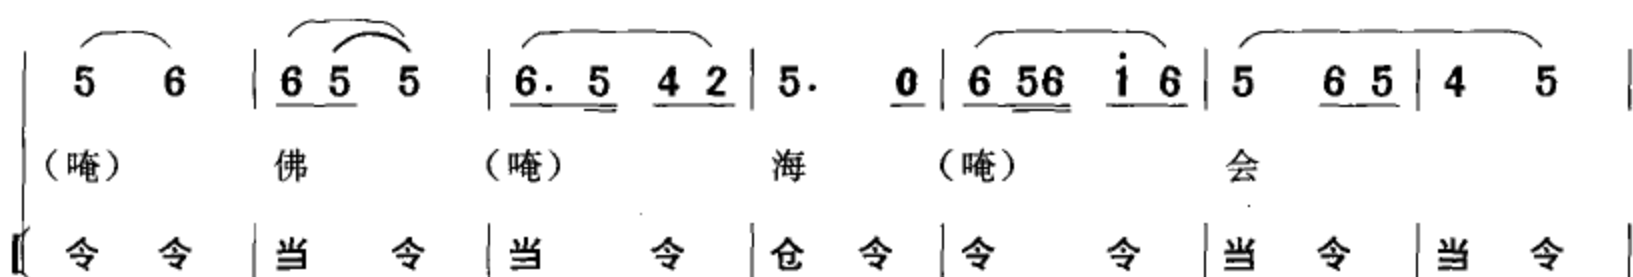 5 6 | 6 5 5 | 6. 5 4 2 | 5. 0 | 6 56 i 6 | 5 6 5 | 4 5 |
（唵） 佛 （唵） 海 （唵） 会
令 令 | 当 令 | 当 令 | 仓 令 | 令 令 | 当 令 | 当 令 |